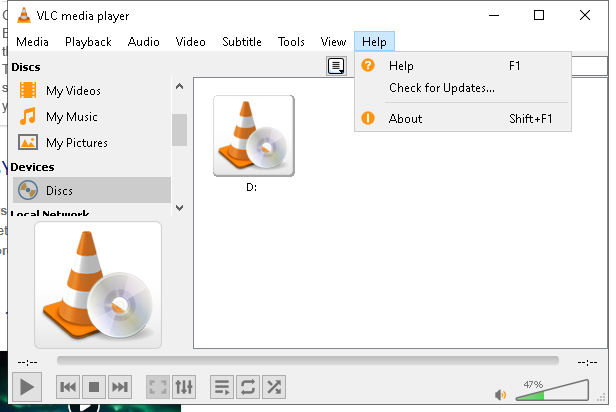 VLC media player
Media Playback Audio Video Subtitle Tools View Help
Discs
My Videos
My Music
My Pictures
Devices
Discs
Local Network
Help F1
Check for Updates...
About Shift+F1
D:
--:-- --:--
47%